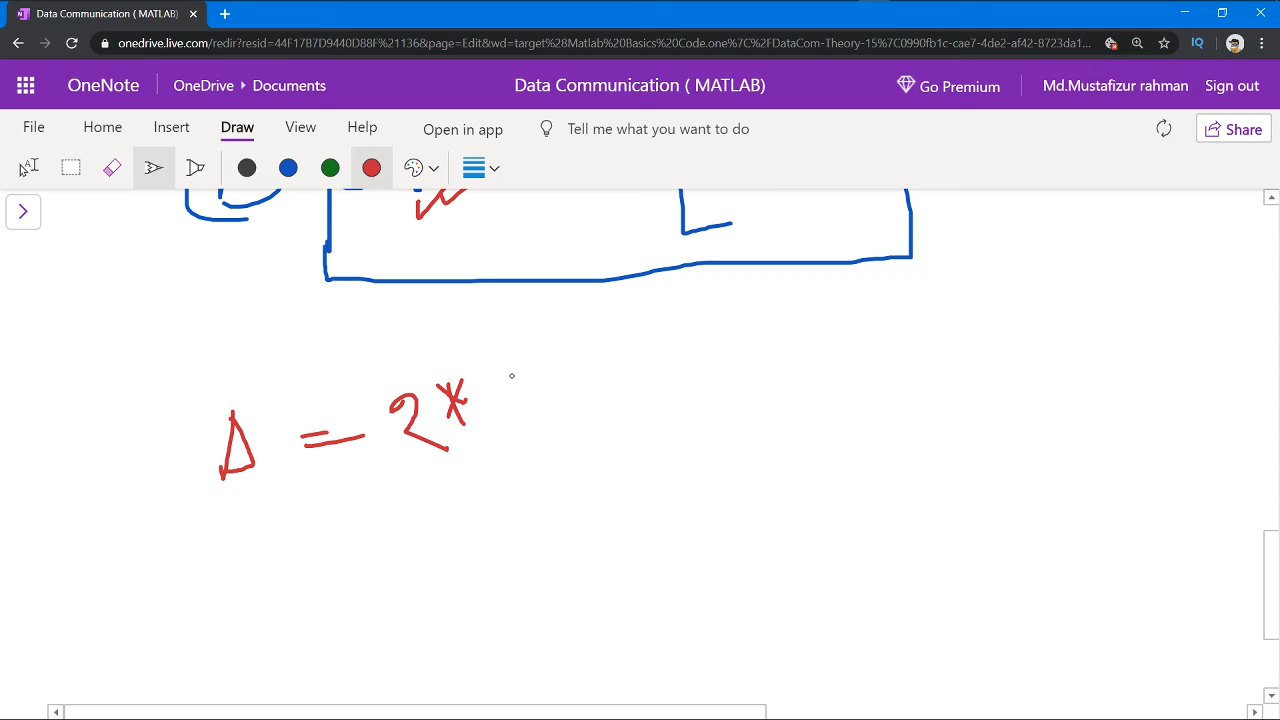 Data Communication ( MATLAB)
onedrive.live.com/redir?resid=44F17B7D9440D88F%21136&page=Edit&wd=target%28Matlab%20Basics%20Code.one%7C%2FDataCom-Theory-15%7C0990fb1c-cae7-4de2-af42-8723da1...
OneNote OneDrive Documents Data Communication ( MATLAB) Go Premium Md.Mustafizur rahman Sign out
File Home Insert Draw View Help Open in app Tell me what you want to do Share
Δ = 2*